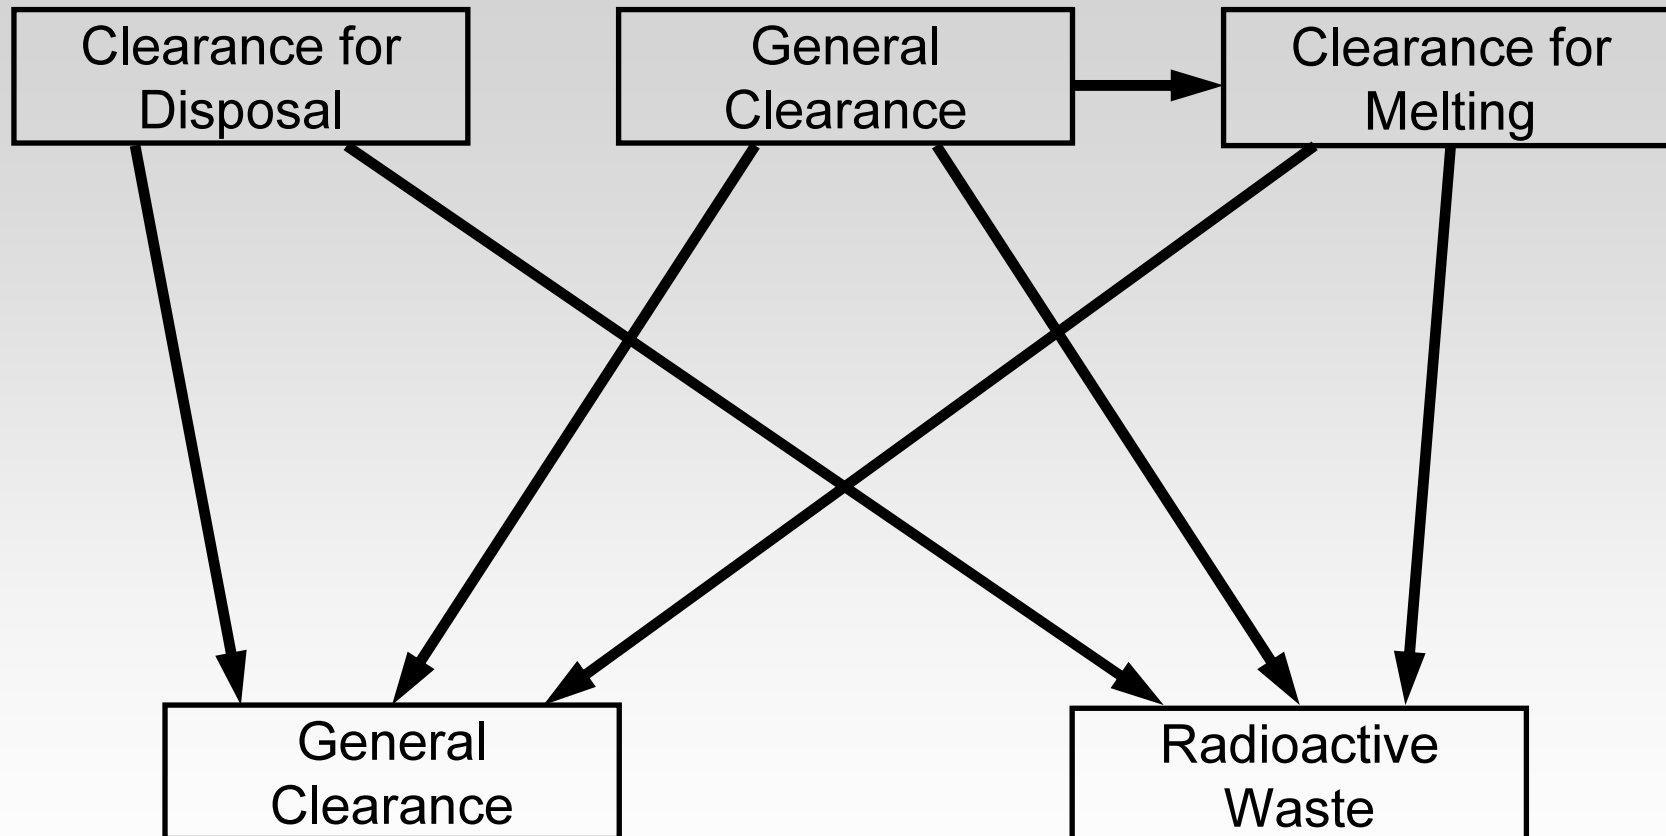 Clearance for
Disposal
General
Clearance
Clearance for
Melting
General
Clearance
Radioactive
Waste